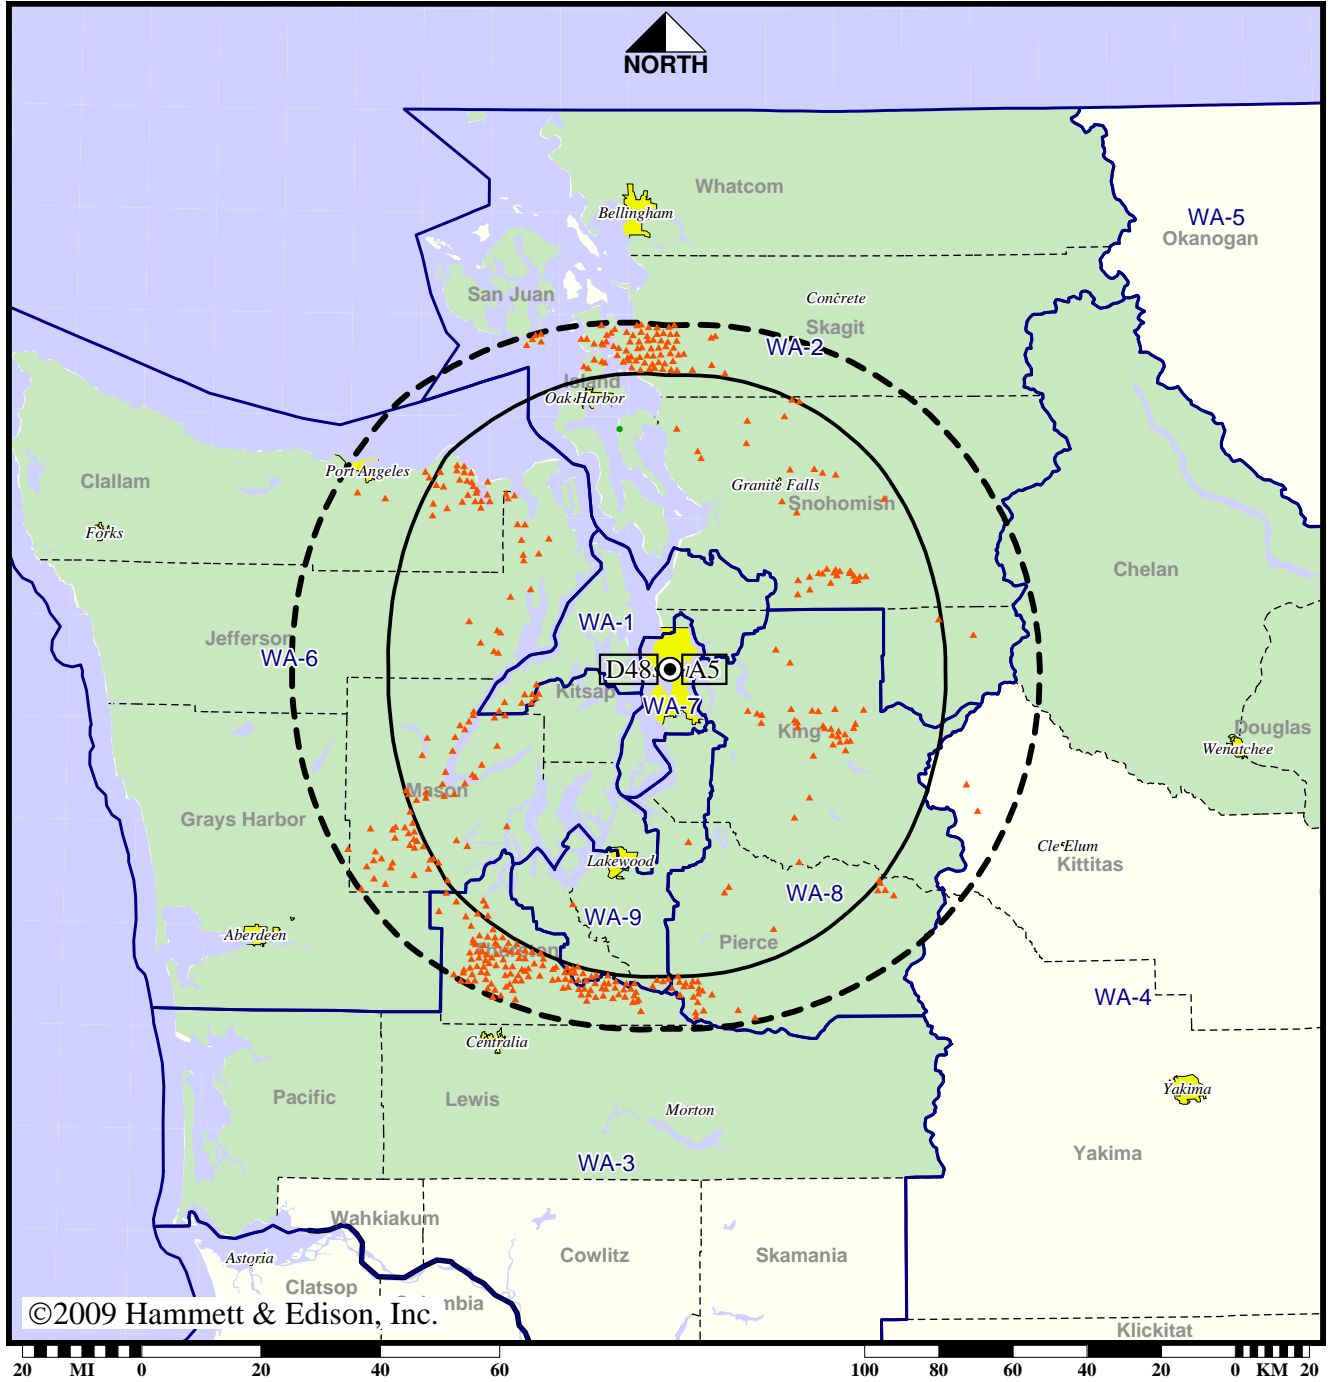 NORTH
Whatcom
Bellingham
WA-5
Okanogan
San Juan
Concrete
Skagit
WA-2
Island
Oak Harbor
Port Angeles
Clallam
Granite Falls
Snohomish
Forks
Chelan
WA-1
Jefferson
WA-6
D48
A5
Kitsap
WA-7
King
Douglas
Wenatchee
Mason
Grays Harbor
Cle Elum
Kittitas
Lakewood
WA-8
WA-9
Aberdeen
Thurston
Pierce
WA-4
Centralia
Pacific
Lewis
Morton
Yakima
Yakima
WA-3
Wahkiakum
Astoria
Cowlitz
Skamania
Clatsop
mbia
©2009 Hammett & Edison, Inc.
Klickitat
20 MI 0 20 40 60 100 80 60 40 20 0 KM 20